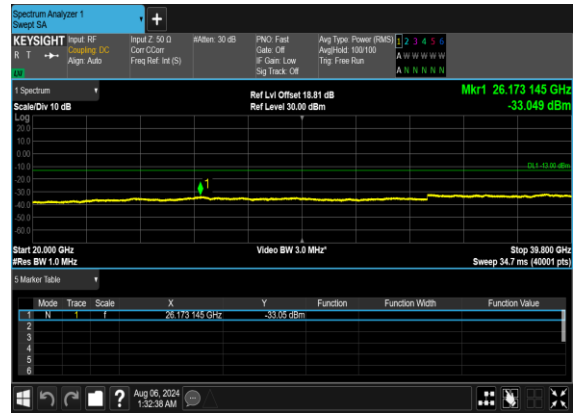 Spectrum Analyzer 1
Swept SA
+
KEYSIGHT
R T
LW
Input: RF
Coupling: DC
Align: Auto
Input Z: 50 Ω
Corr CCorr
Freq Ref: Int (S)
#Atten: 30 dB
PNO: Fast
Gate: Off
IF Gain: Low
Sig Track: Off
Avg Type: Power (RMS)
Avg|Hold: 100/100
Trig: Free Run
1 2 3 4 5 6
A W W W W W
A N N N N N
1 Spectrum
Scale/Div 10 dB
Ref Lvl Offset 18.81 dB
Ref Level 30.00 dBm
Mkr1 26.173 145 GHz
-33.049 dBm
Log
20.0
10.0
0.00
-10.0
-20.0
-30.0
-40.0
-50.0
-60.0
DL1 -13.00 dBm
1
Start 20.000 GHz
#Res BW 1.0 MHz
Video BW 3.0 MHz*
Stop 39.800 GHz
Sweep 34.7 ms (40001 pts)
5 Marker Table
Mode Trace Scale X Y Function Function Width Function Value
1 N 1 f 26.173 145 GHz -33.05 dBm
2
3
4
5
6
?
Aug 06, 2024
1:32:38 AM